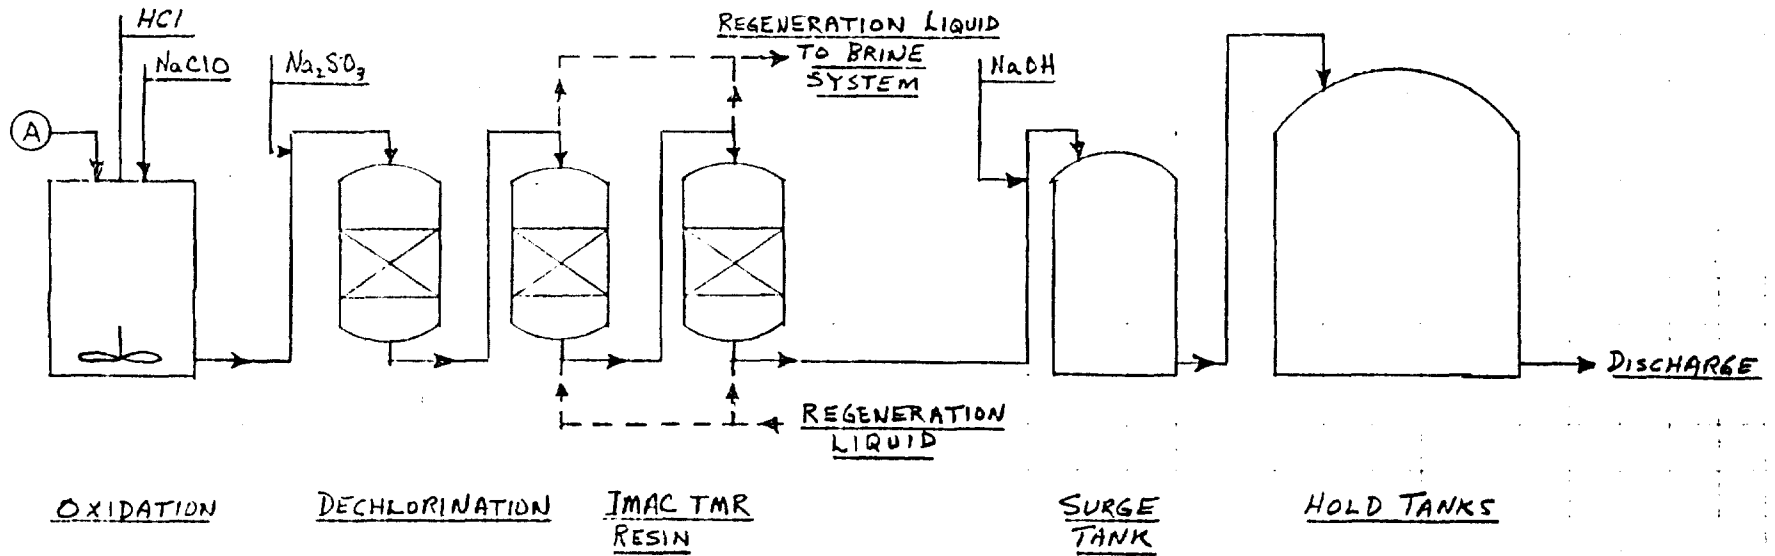 HCl
NaClO
Na₂SO₃
REGENERATION LIQUID
TO BRINE
SYSTEM
NaOH
A
DISCHARGE
REGENERATION
LIQUID
OXIDATION
DECHLORINATION
IMAC TMR
RESIN
SURGE
TANK
HOLD TANKS